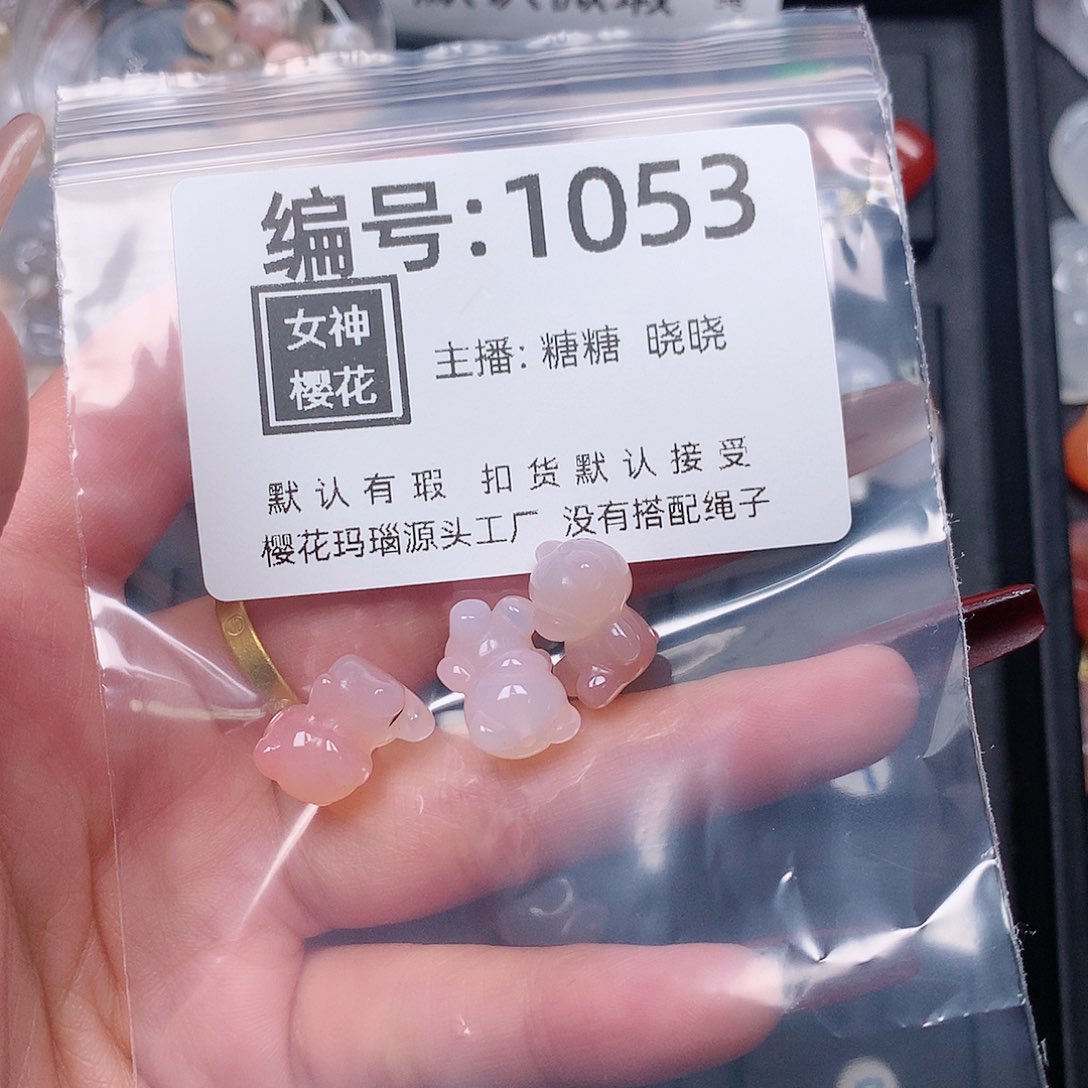 编号:1053
女神
樱花
主播: 糖糖 晓晓
默认有瑕 扣货默认接受
樱花玛瑙源头工厂 没有搭配绳子